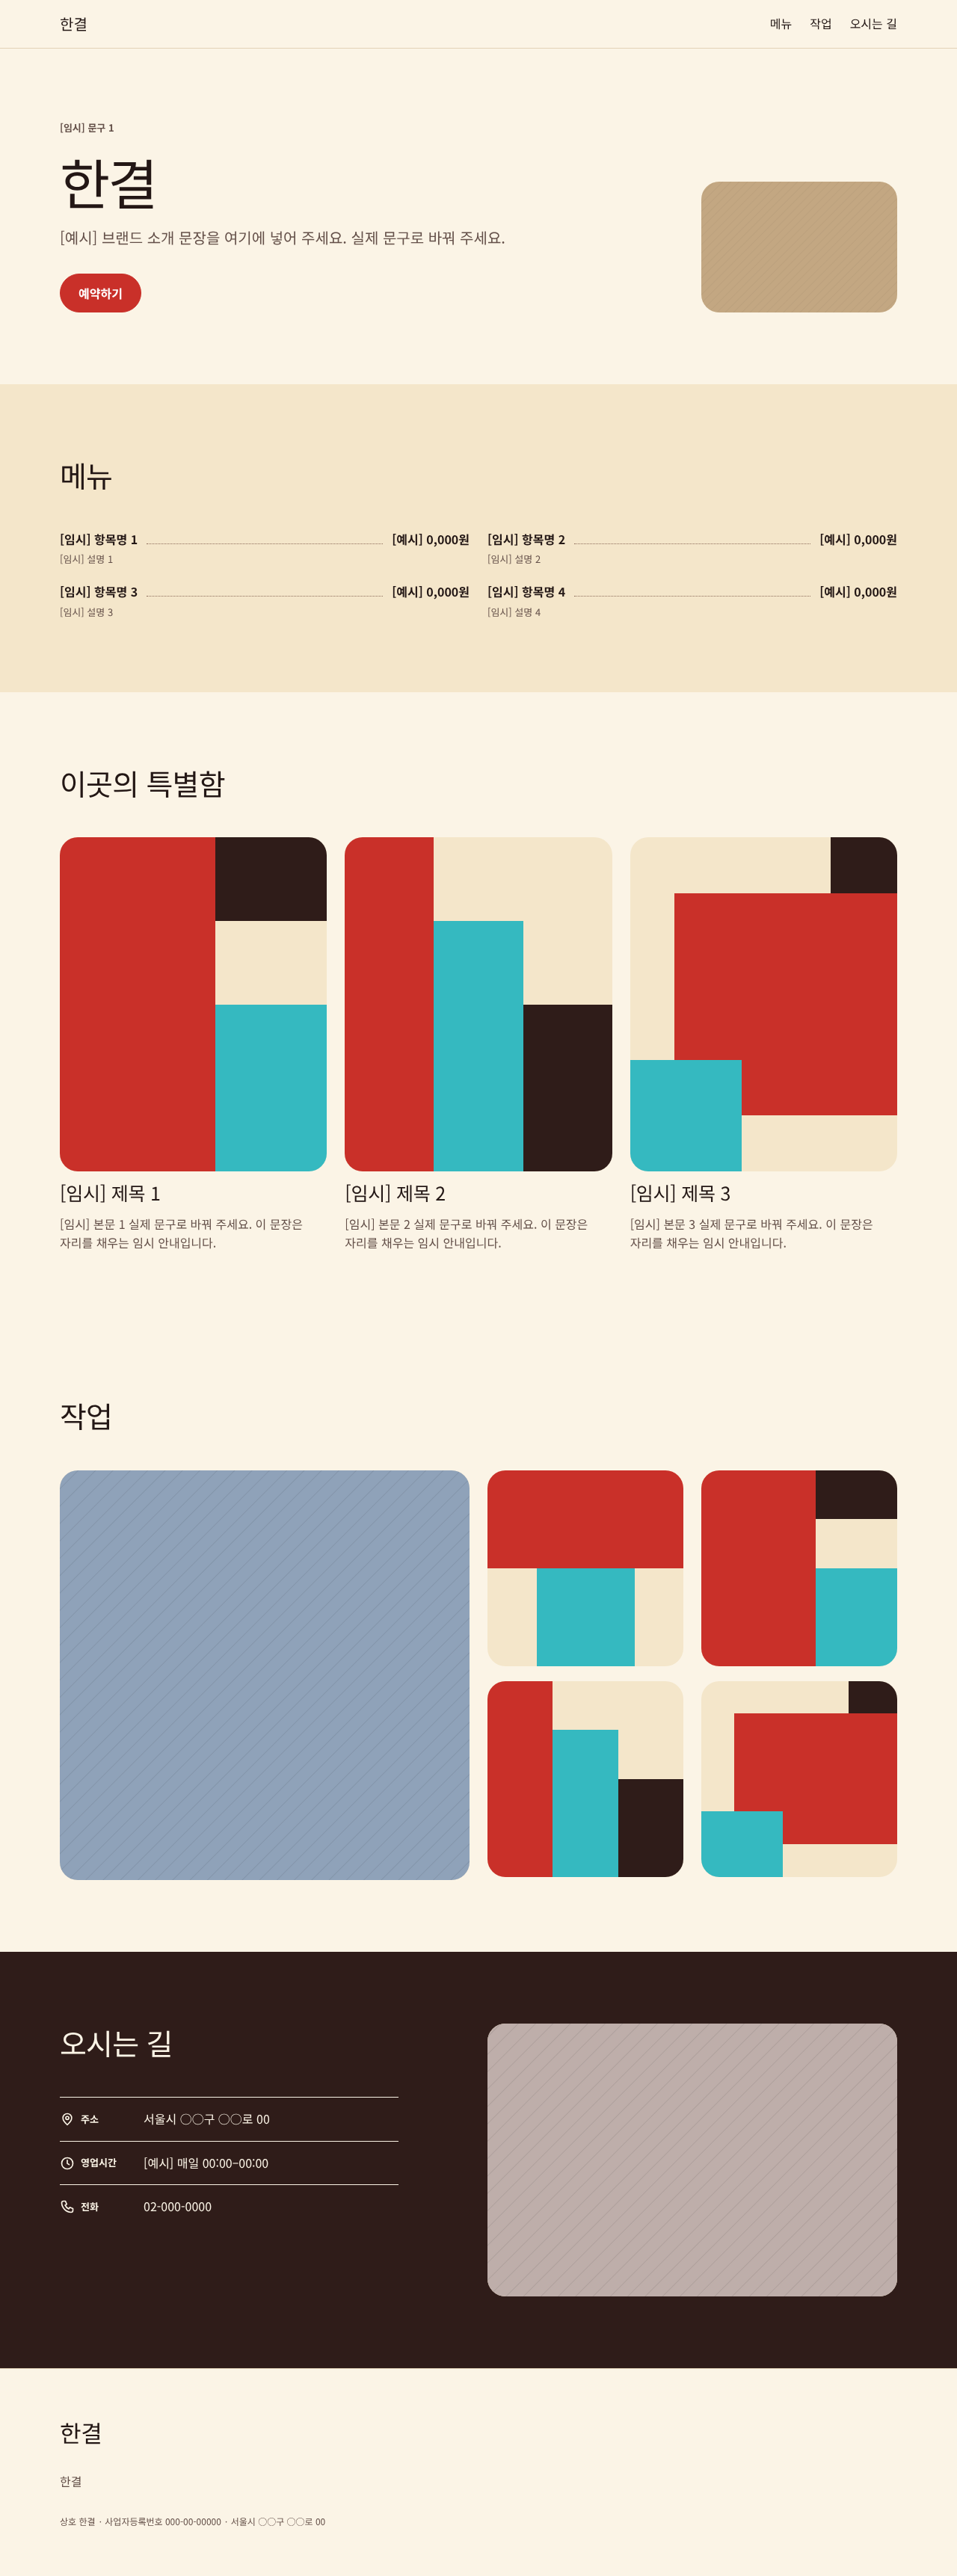 한결
메뉴 작업 오시는 길
[임시] 문구 1
한결
[예시] 브랜드 소개 문장을 여기에 넣어 주세요. 실제 문구로 바꿔 주세요.
예약하기
메뉴
[임시] 항목명 1 [예시] 0,000원
[임시] 설명 1
[임시] 항목명 2 [예시] 0,000원
[임시] 설명 2
[임시] 항목명 3 [예시] 0,000원
[임시] 설명 3
[임시] 항목명 4 [예시] 0,000원
[임시] 설명 4
이곳의 특별함
[임시] 제목 1
[임시] 본문 1 실제 문구로 바꿔 주세요. 이 문장은
자리를 채우는 임시 안내입니다.
[임시] 제목 2
[임시] 본문 2 실제 문구로 바꿔 주세요. 이 문장은
자리를 채우는 임시 안내입니다.
[임시] 제목 3
[임시] 본문 3 실제 문구로 바꿔 주세요. 이 문장은
자리를 채우는 임시 안내입니다.
작업
오시는 길
주소 서울시 〇〇구 〇〇로 00
영업시간 [예시] 매일 00:00–00:00
전화 02-000-0000
한결
한결
상호 한결 · 사업자등록번호 000-00-00000 · 서울시 〇〇구 〇〇로 00